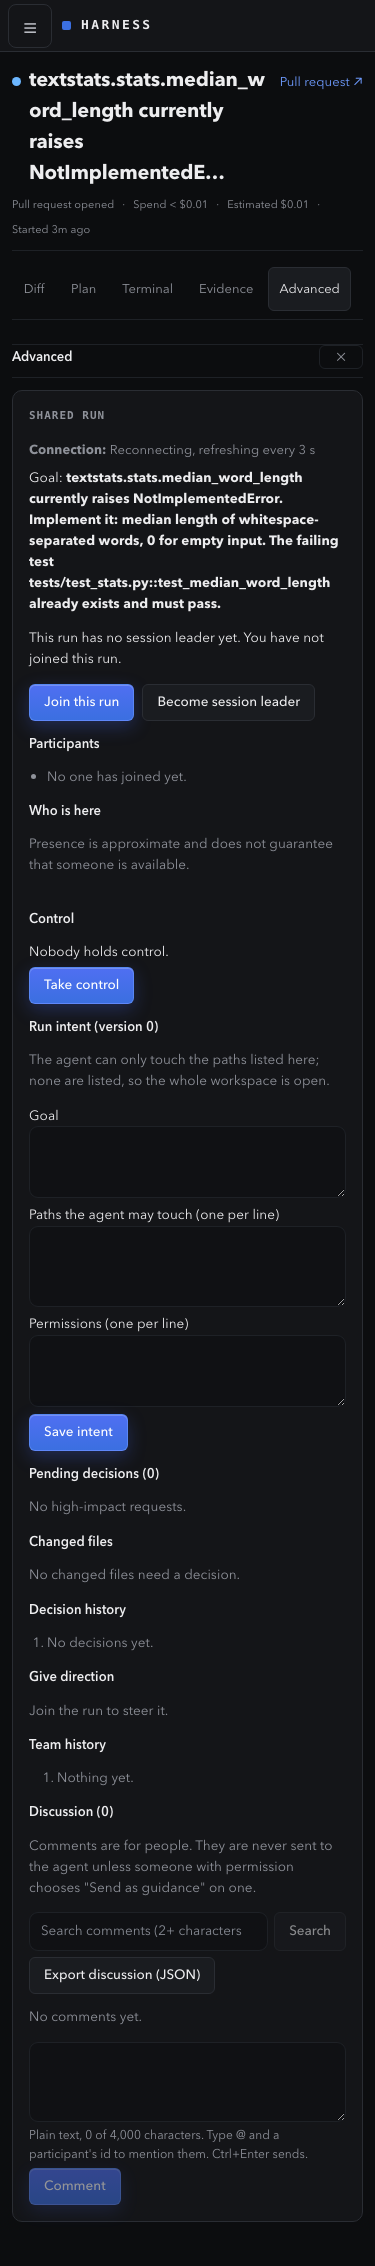 HARNESS
textstats.stats.median_w
ord_length currently
raises
NotImplementedE…
Pull request ↗
Pull request opened · Spend < $0.01 · Estimated $0.01 ·
Started 3m ago
Diff Plan Terminal Evidence Advanced
Advanced
SHARED RUN
Connection: Reconnecting, refreshing every 3 s
Goal: textstats.stats.median_word_length
currently raises NotImplementedError.
Implement it: median length of whitespace-
separated words, 0 for empty input. The failing
test
tests/test_stats.py::test_median_word_length
already exists and must pass.
This run has no session leader yet. You have not
joined this run.
Join this run Become session leader
Participants
• No one has joined yet.
Who is here
Presence is approximate and does not guarantee
that someone is available.
Control
Nobody holds control.
Take control
Run intent (version 0)
The agent can only touch the paths listed here;
none are listed, so the whole workspace is open.
Goal
Paths the agent may touch (one per line)
Permissions (one per line)
Save intent
Pending decisions (0)
No high-impact requests.
Changed files
No changed files need a decision.
Decision history
1. No decisions yet.
Give direction
Join the run to steer it.
Team history
1. Nothing yet.
Discussion (0)
Comments are for people. They are never sent to
the agent unless someone with permission
chooses "Send as guidance" on one.
Search comments (2+ characters
Search
Export discussion (JSON)
No comments yet.
Plain text, 0 of 4,000 characters. Type @ and a
participant's id to mention them. Ctrl+Enter sends.
Comment